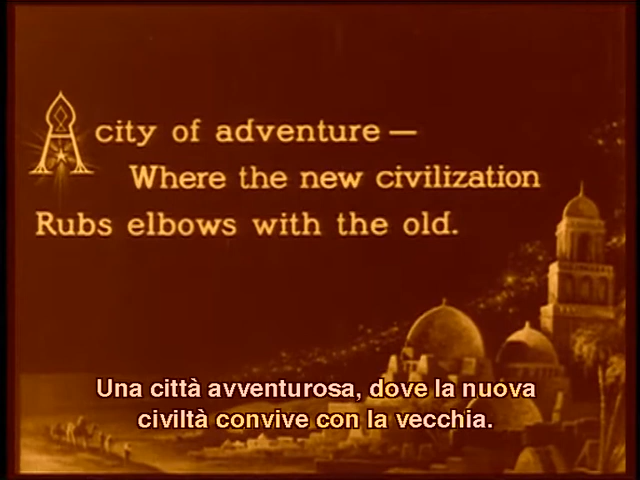 A city of adventure —
Where the new civilization
Rubs elbows with the old.
Una città avventurosa, dove la nuova
civiltà convive con la vecchia.